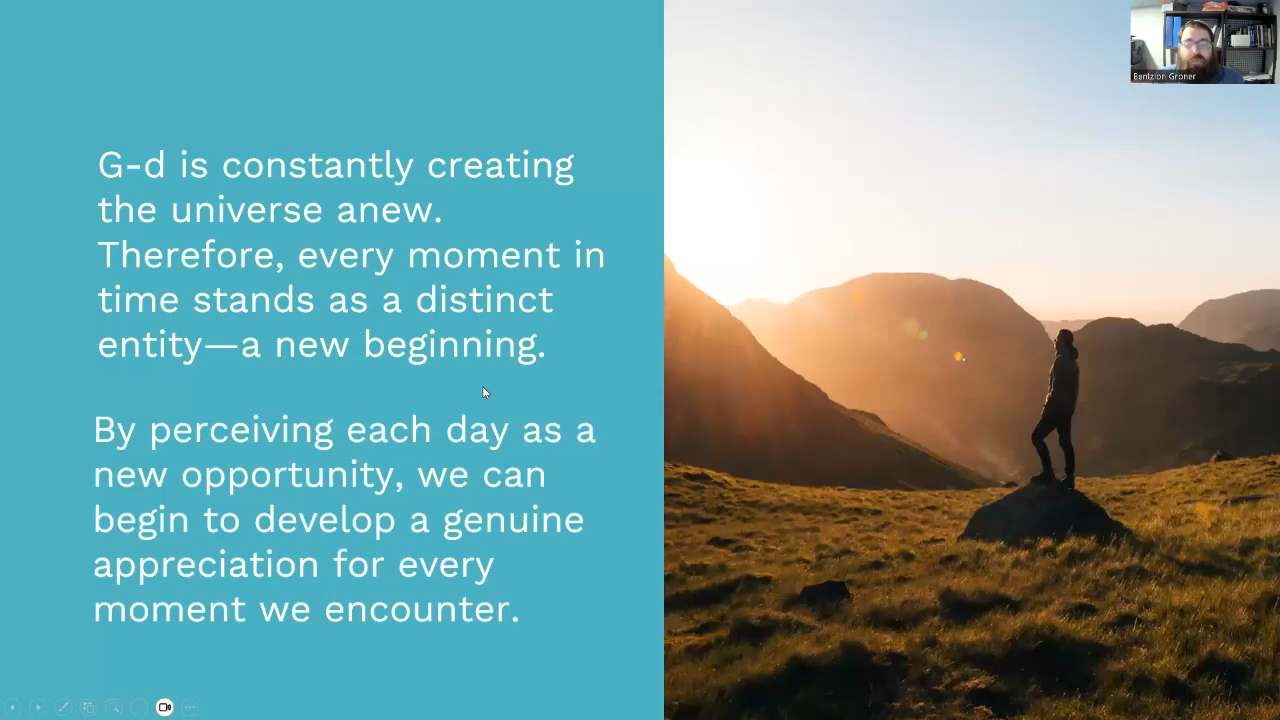 G-d is constantly creating
the universe anew.
Therefore, every moment in
time stands as a distinct
entity—a new beginning.
By perceiving each day as a
new opportunity, we can
begin to develop a genuine
appreciation for every
moment we encounter.
Bentzion Groner